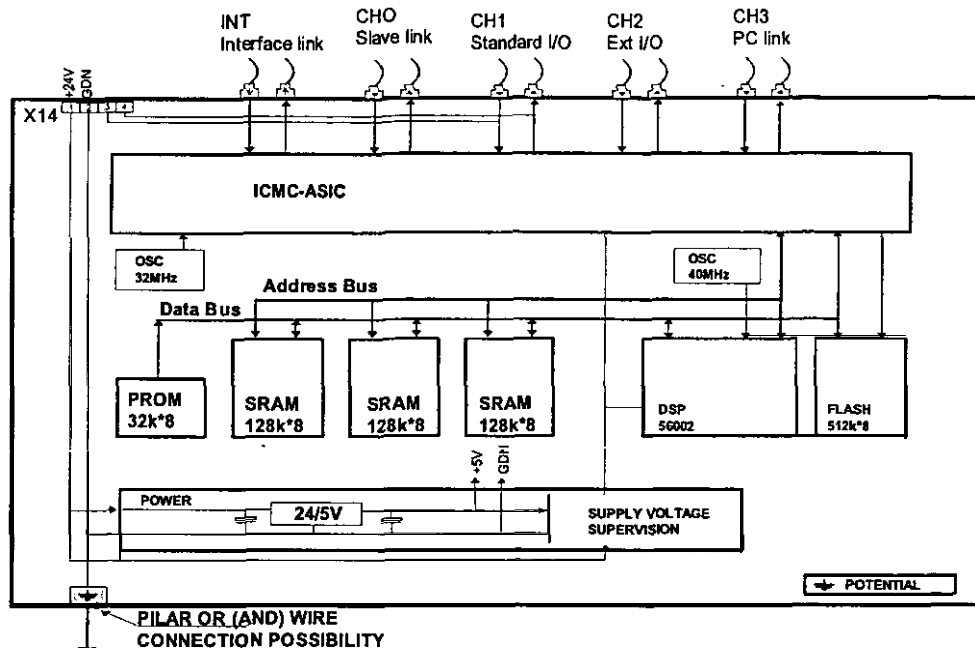 INT
Interface link
CHO
Slave link
CH1
Standard I/O
CH2
Ext I/O
CH3
PC link
+24V
GDN
X14
ICMC-ASIC
OSC
32MHz
OSC
40MHz
Address Bus
Data Bus
PROM
32k*8
SRAM
128k*8
SRAM
128k*8
SRAM
128k*8
DSP
56002
FLASH
512k*8
+5V
GDN
POWER
24/5V
SUPPLY VOLTAGE
SUPERVISION
POTENTIAL
PILAR OR (AND) WIRE
CONNECTION POSSIBILITY